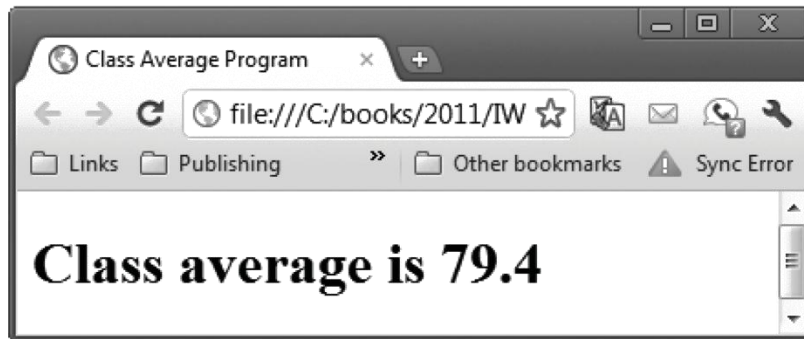 Class Average Program
file:///C:/books/2011/IW
Links Publishing » Other bookmarks Sync Error
Class average is 79.4